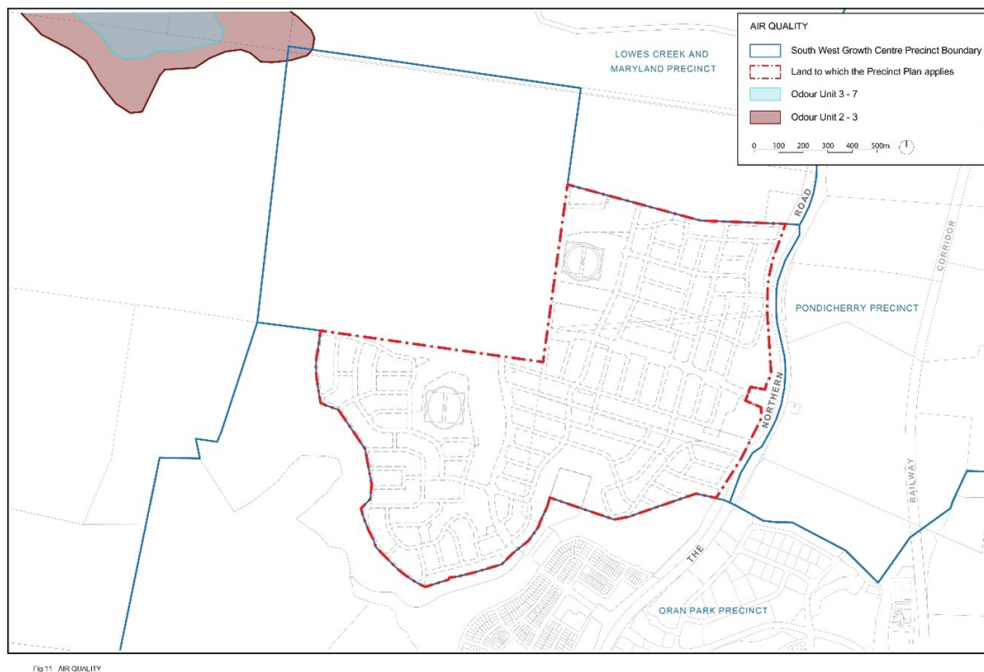 AIR QUALITY
South West Growth Centre Precinct Boundary
Land to which the Precinct Plan applies
Odour Unit 3 - 7
Odour Unit 2 - 3
0 100 200 300 400 500m
LOWES CREEK AND
MARYLAND PRECINCT
ROAD
CORRIDOR
PONDICHERRY PRECINCT
NORTHERN
RAILWAY
THE
ORAN PARK PRECINCT
Fig 11 AIR QUALITY